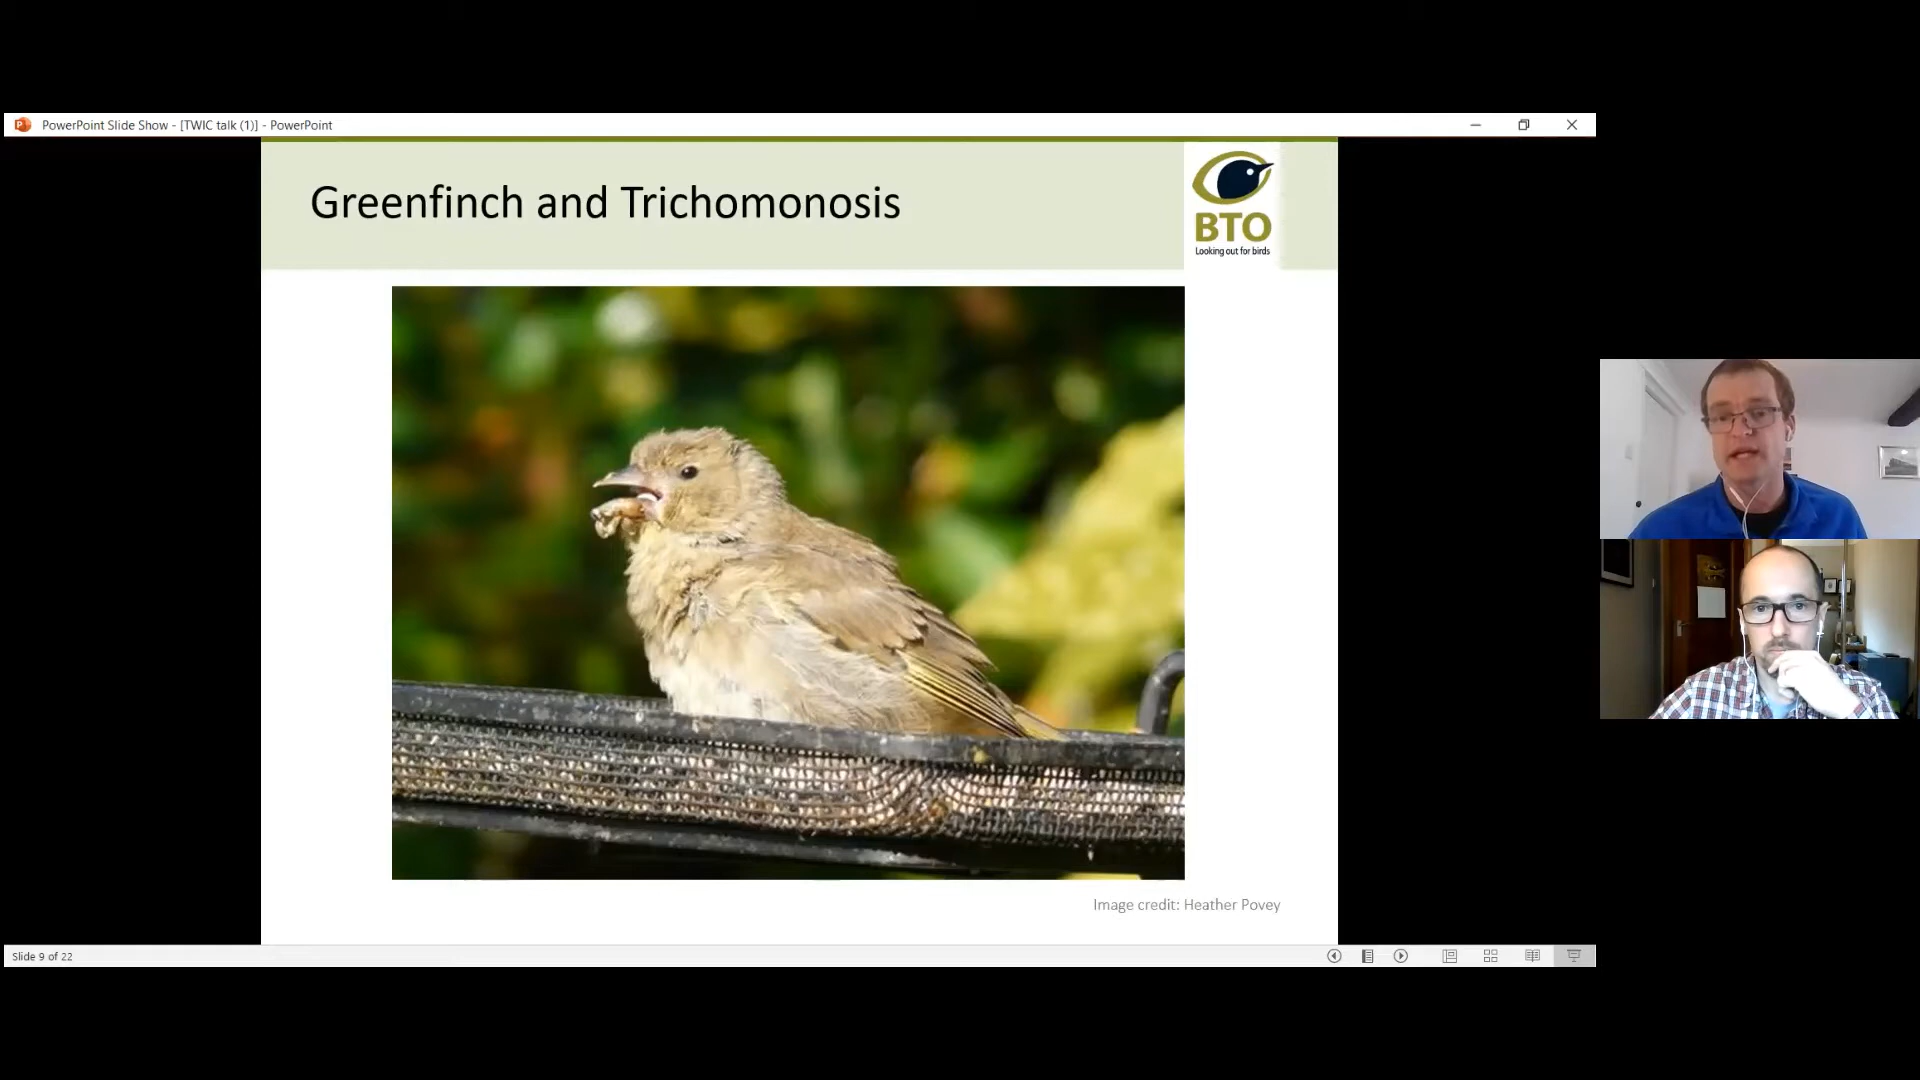 PowerPoint Slide Show - [TWIC talk (1)] - PowerPoint
Greenfinch and Trichomonosis
BTO
Looking out for birds
Image credit: Heather Povey
Slide 9 of 22